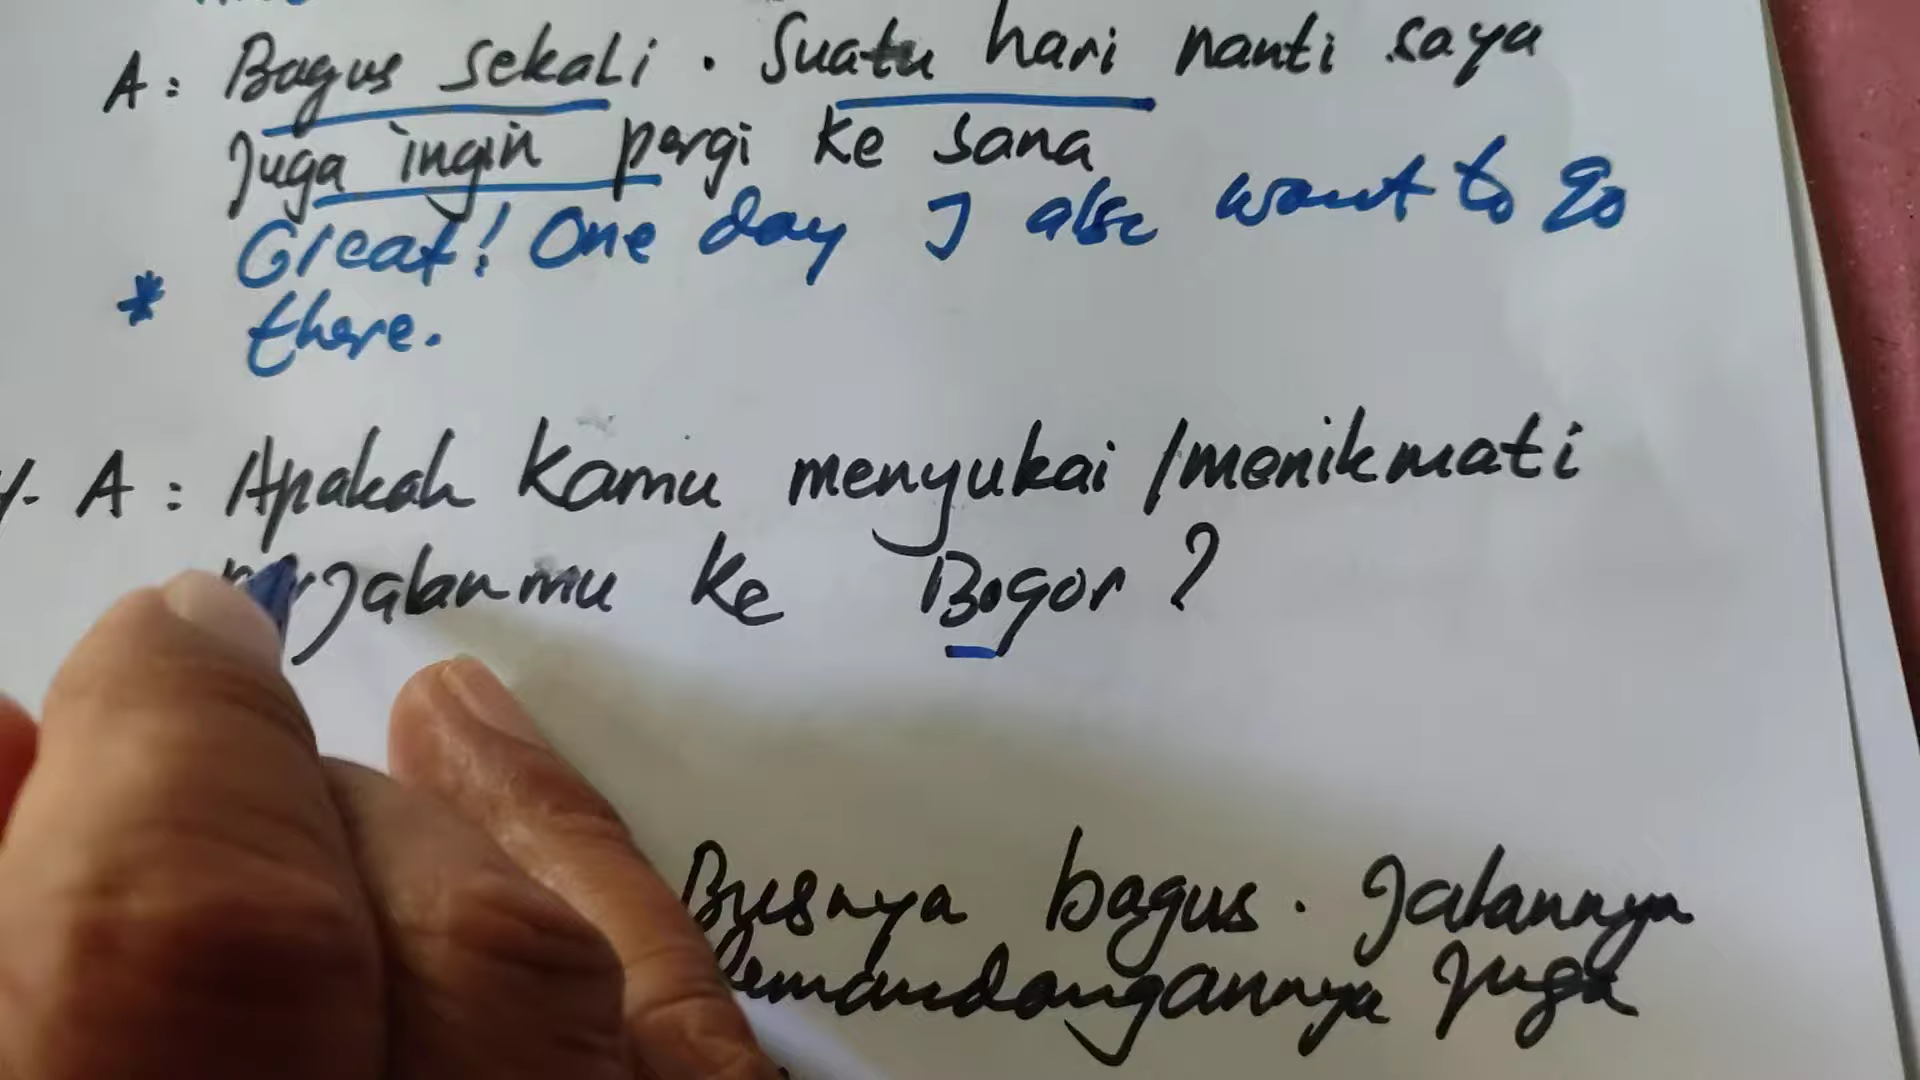 A : Bagus sekali . Suatu hari nanti saya
Juga ingin pergi ke sana
Great! One day I also want to go
* there.
A : Apakah kamu menyukai / menikmati
ke Bogor ?
Busnya bagus . Jalannya
Juga